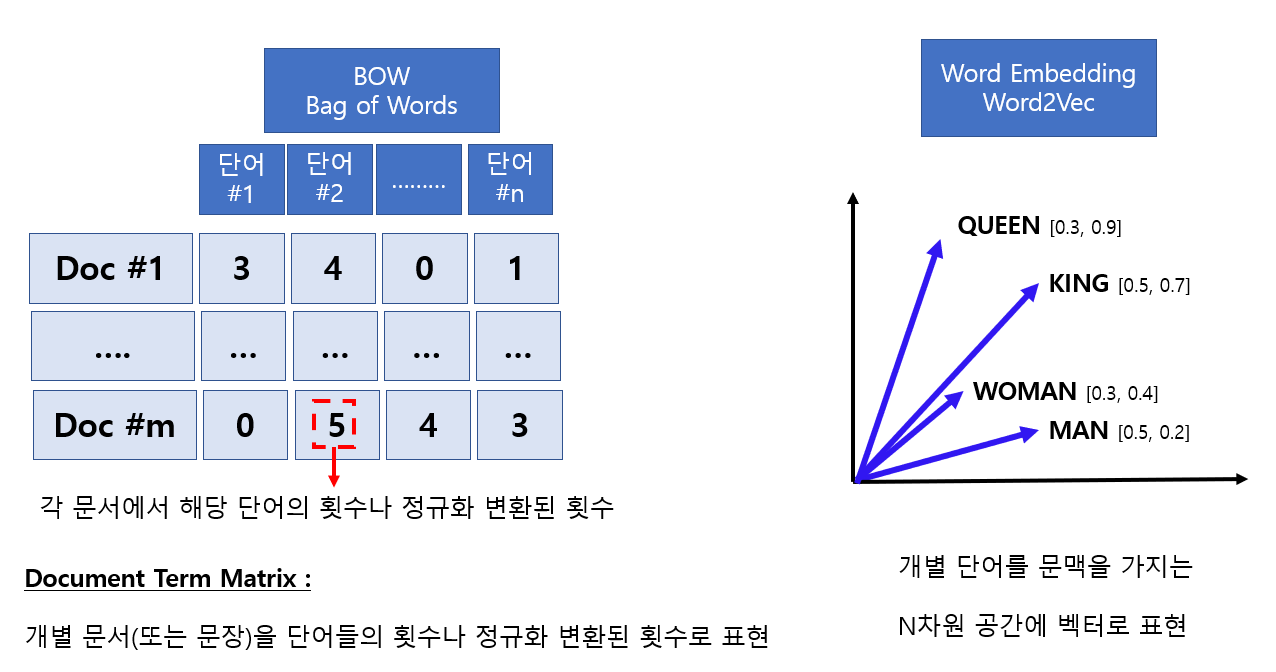 BOW
Bag of Words
단어
#1
단어
#2
………
단어
#n
Doc #1 3 4 0 1
…. … … … …
Doc #m 0 5 4 3
각 문서에서 해당 단어의 횟수나 정규화 변환된 횟수
Document Term Matrix :
개별 문서(또는 문장)을 단어들의 횟수나 정규화 변환된 횟수로 표현
Word Embedding
Word2Vec
QUEEN [0.3, 0.9]
KING [0.5, 0.7]
WOMAN [0.3, 0.4]
MAN [0.5, 0.2]
개별 단어를 문맥을 가지는
N차원 공간에 벡터로 표현